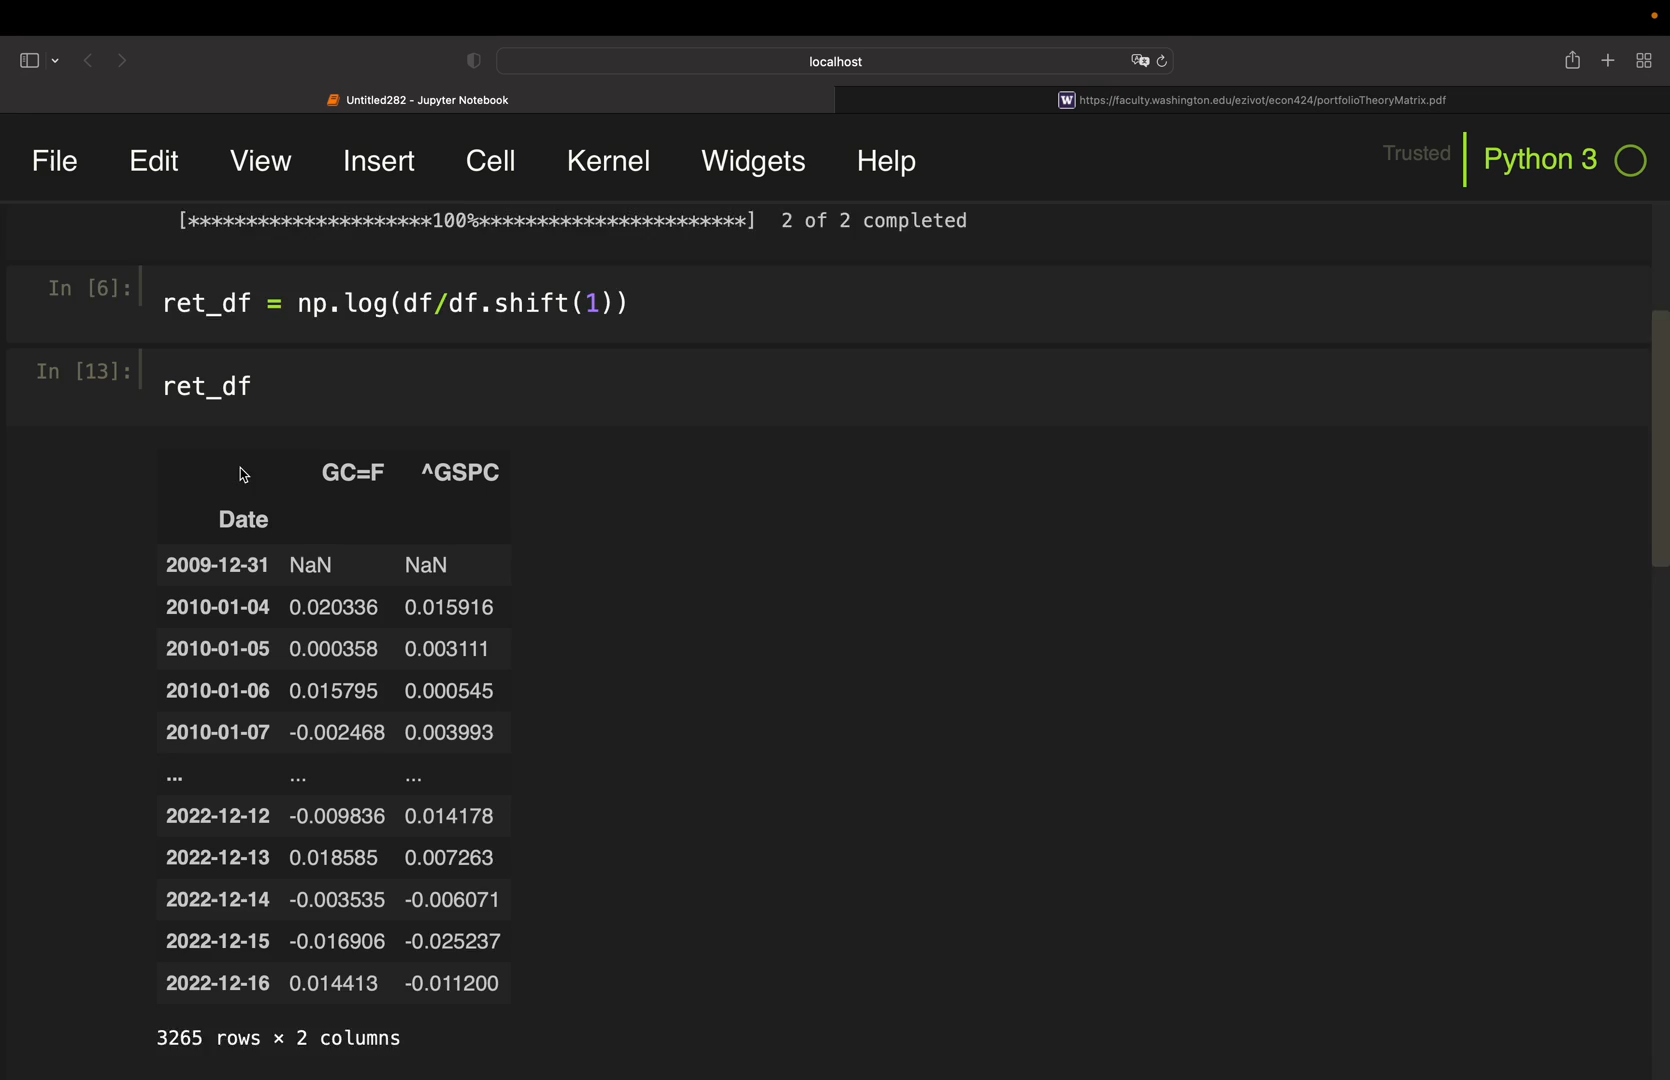 localhost
Untitled282 - Jupyter Notebook
W https://faculty.washington.edu/ezivot/econ424/portfolioTheoryMatrix.pdf
File Edit View Insert Cell Kernel Widgets Help Trusted Python 3
[*********************100%***********************] 2 of 2 completed
In [6]: ret_df = np.log(df/df.shift(1))
In [13]: ret_df
GC=F ^GSPC
Date
2009-12-31 NaN NaN
2010-01-04 0.020336 0.015916
2010-01-05 0.000358 0.003111
2010-01-06 0.015795 0.000545
2010-01-07 -0.002468 0.003993
... ... ...
2022-12-12 -0.009836 0.014178
2022-12-13 0.018585 0.007263
2022-12-14 -0.003535 -0.006071
2022-12-15 -0.016906 -0.025237
2022-12-16 0.014413 -0.011200
3265 rows × 2 columns